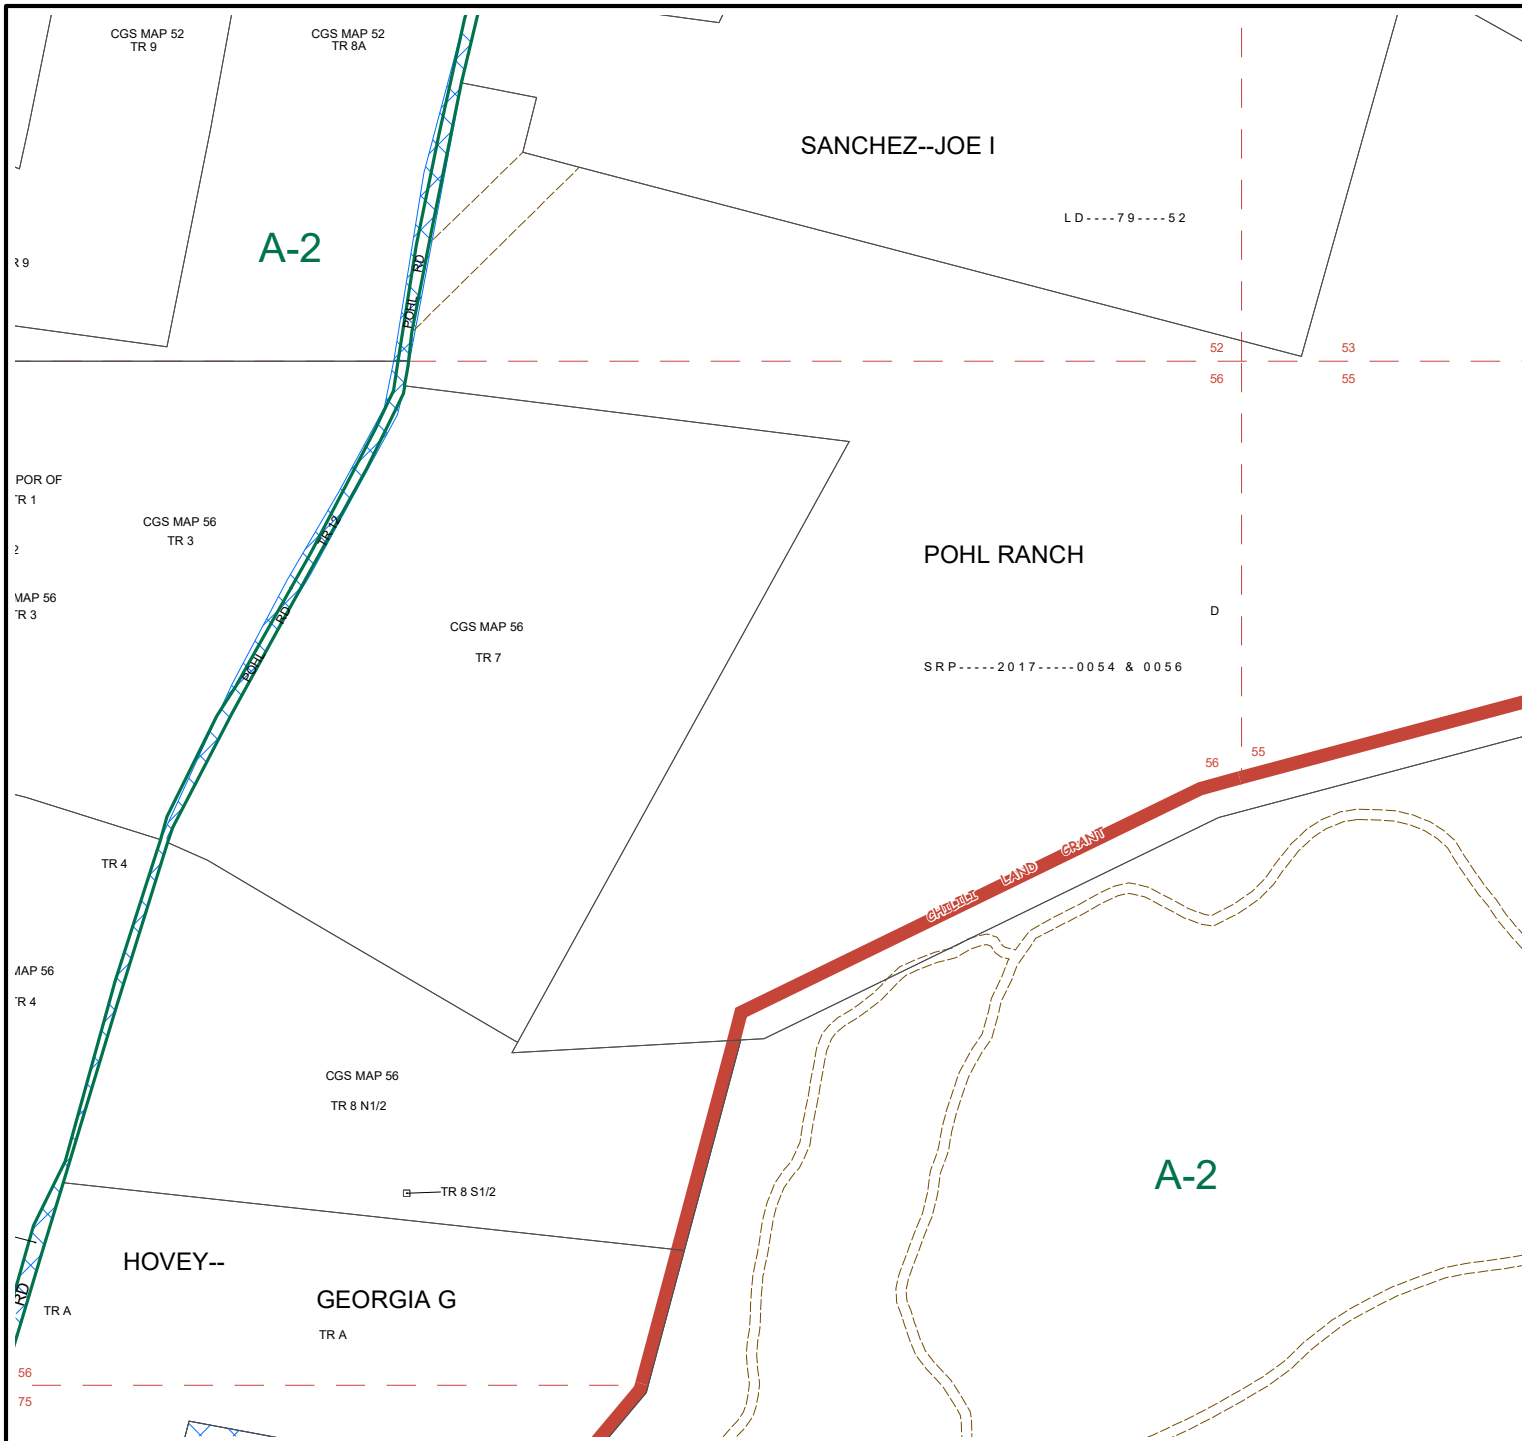 CGS MAP 52
TR 9
CGS MAP 52
TR 8A
SANCHEZ--JOE I
LD----79----52
A-2
R 9
POHL RD
52
53
56
55
POR OF
TR 1
2
CGS MAP 56
TR 3
TR 12
MAP 56
TR 3
POHL RANCH
D
CGS MAP 56
TR 7
SRP-----2017-----0054 & 0056
POHL RD
56
55
CHILILI LAND GRANT
TR 4
MAP 56
TR 4
CGS MAP 56
TR 8 N1/2
A-2
TR 8 S1/2
HOVEY--
GEORGIA G
RD
TR A
TR A
56
75